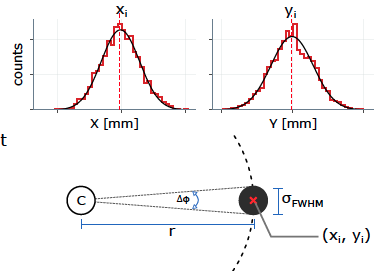 xᵢ
yᵢ
counts
X [mm]
Y [mm]
t
C
Δϕ
σFWHM
r
(xᵢ, yᵢ)